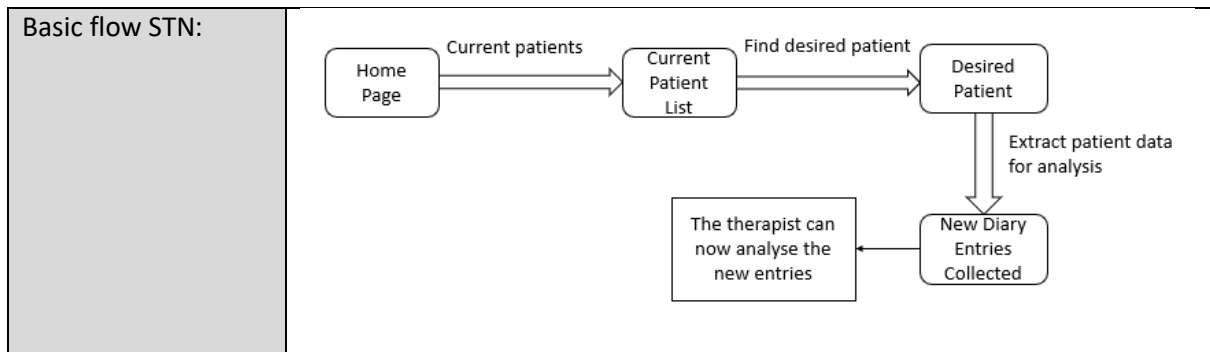 Basic flow STN:
Home
Page
Current patients
Current
Patient
List
Find desired patient
Desired
Patient
Extract patient data
for analysis
New Diary
Entries
Collected
The therapist can
now analyse the
new entries